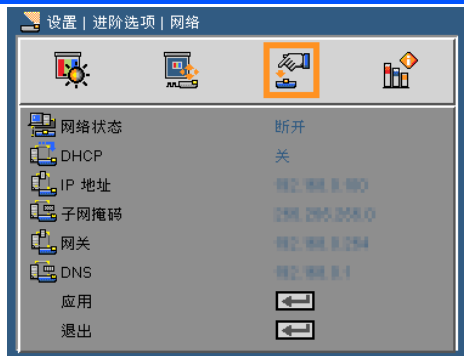 设置 | 进阶选项 | 网络
网络状态 断开
DHCP 关
IP 地址
子网掩码
网关
DNS
应用
退出